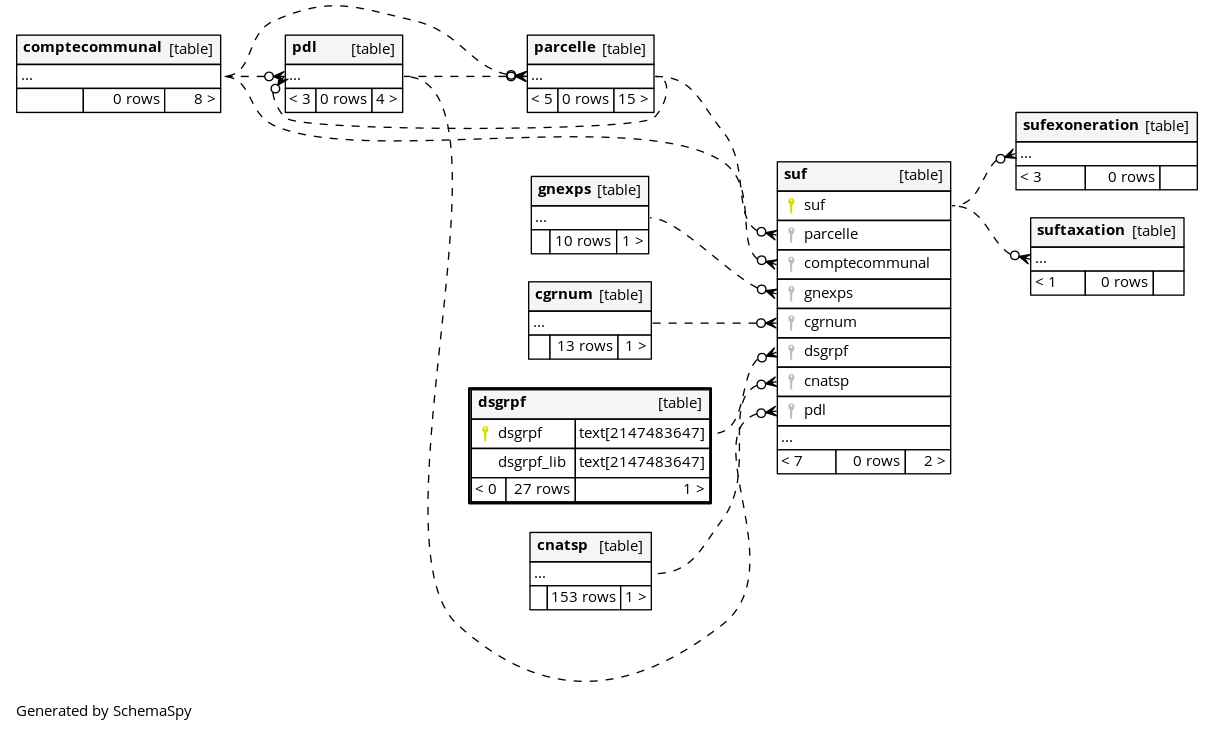 comptecommunal [table]
...
0 rows 8 >
pdl [table]
...
< 3 0 rows 4 >
parcelle [table]
...
< 5 0 rows 15 >
gnexps [table]
...
10 rows 1 >
cgrnum [table]
...
13 rows 1 >
dsgrpf [table]
dsgrpf text[2147483647]
dsgrpf_lib text[2147483647]
< 0 27 rows 1 >
cnatsp [table]
...
153 rows 1 >
suf [table]
suf
parcelle
comptecommunal
gnexps
cgrnum
dsgrpf
cnatsp
pdl
...
< 7 0 rows 2 >
sufexoneration [table]
...
< 3 0 rows
suftaxation [table]
...
< 1 0 rows
Generated by SchemaSpy